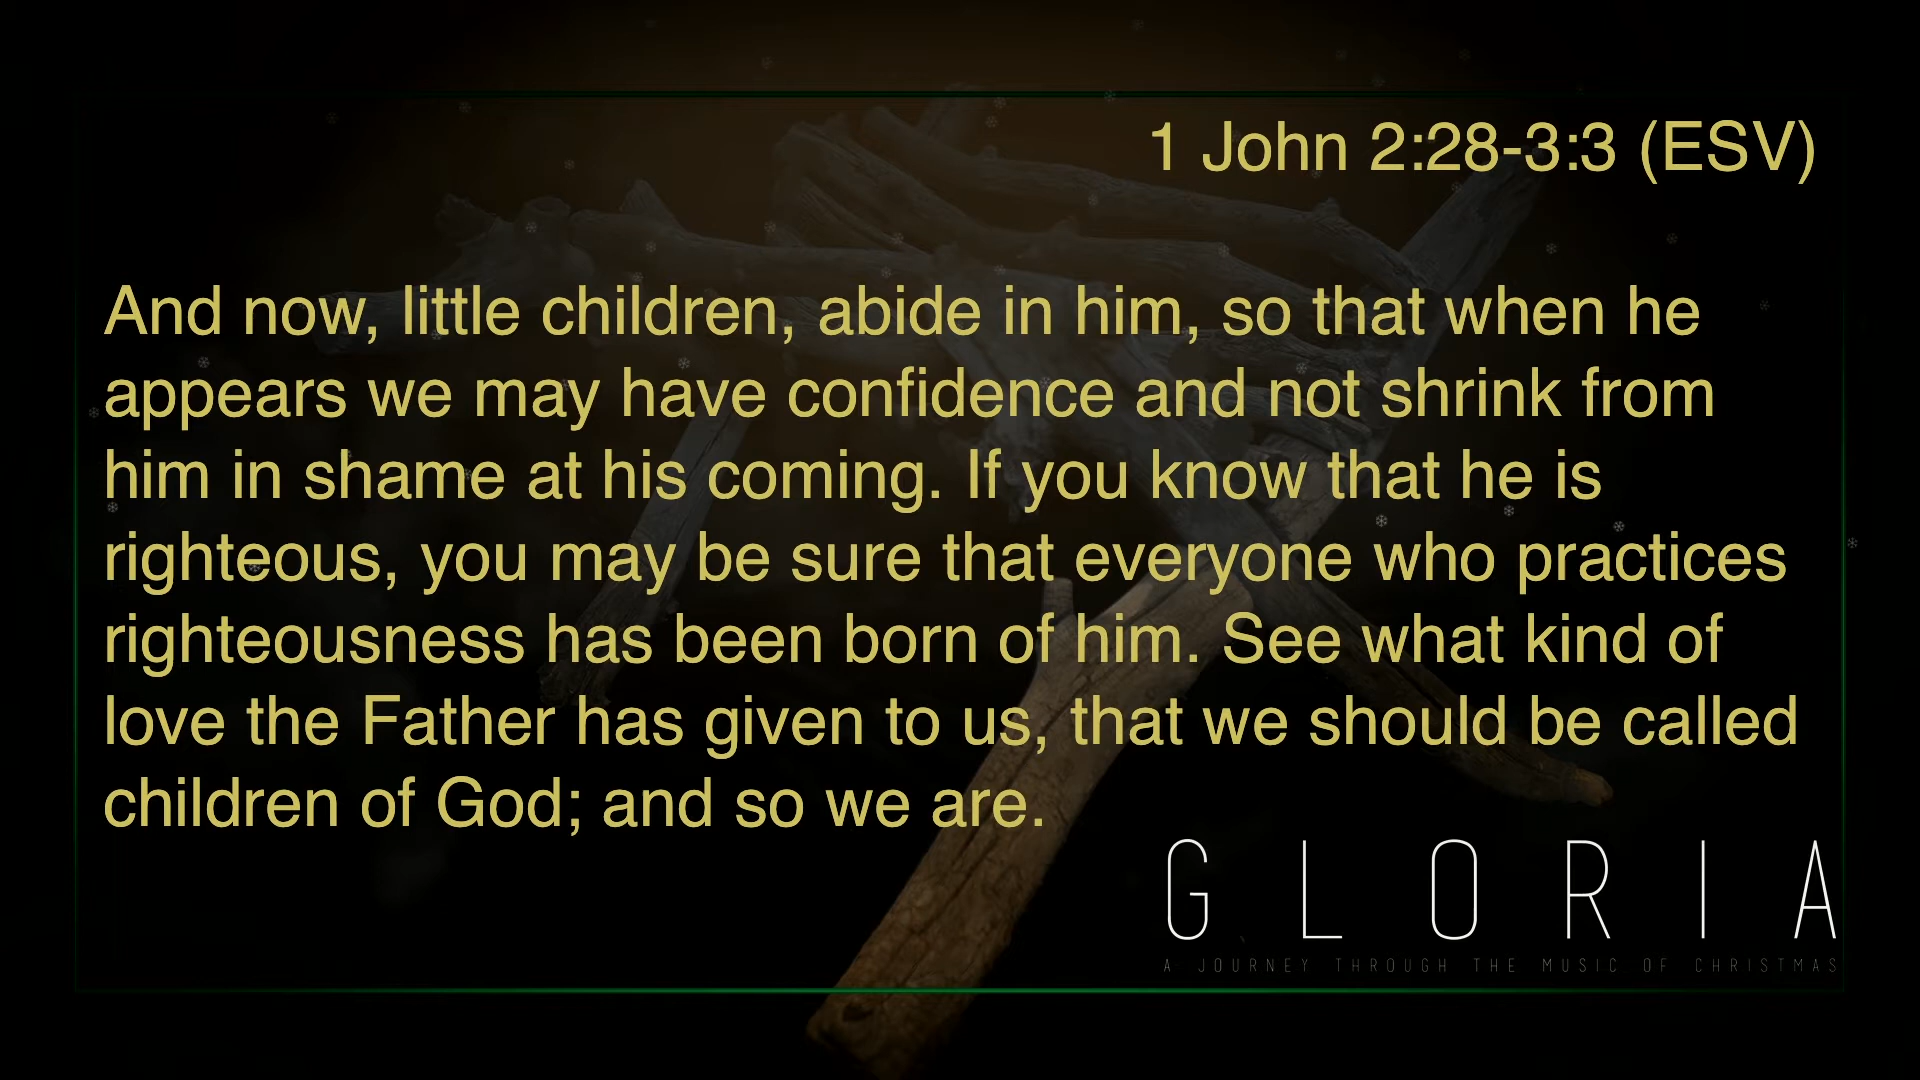 1 John 2:28-3:3 (ESV)
And now, little children, abide in him, so that when he
appears we may have confidence and not shrink from
him in shame at his coming. If you know that he is
righteous, you may be sure that everyone who practices
righteousness has been born of him. See what kind of
love the Father has given to us, that we should be called
children of God; and so we are.
GLORIA
A JOURNEY THROUGH THE MUSIC OF CHRISTMAS